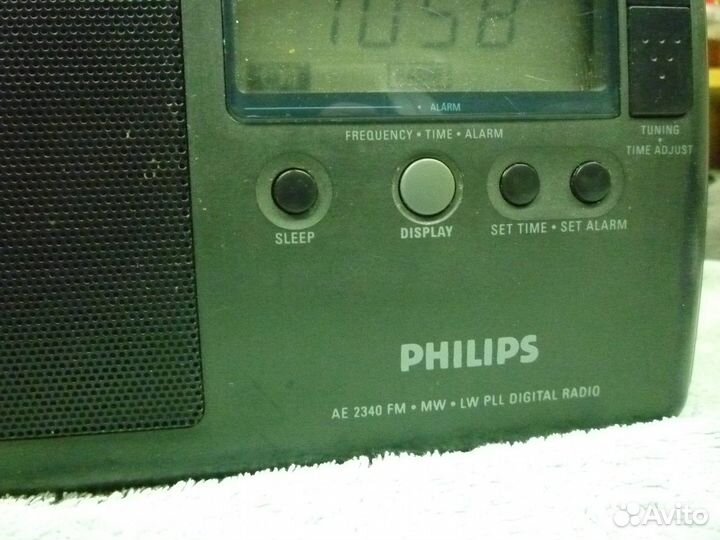 1058
• ALARM
FREQUENCY • TIME • ALARM
TUNING
•
TIME ADJUST
SLEEP
DISPLAY
SET TIME • SET ALARM
PHILIPS
AE 2340 FM • MW • LW PLL DIGITAL RADIO
Avito